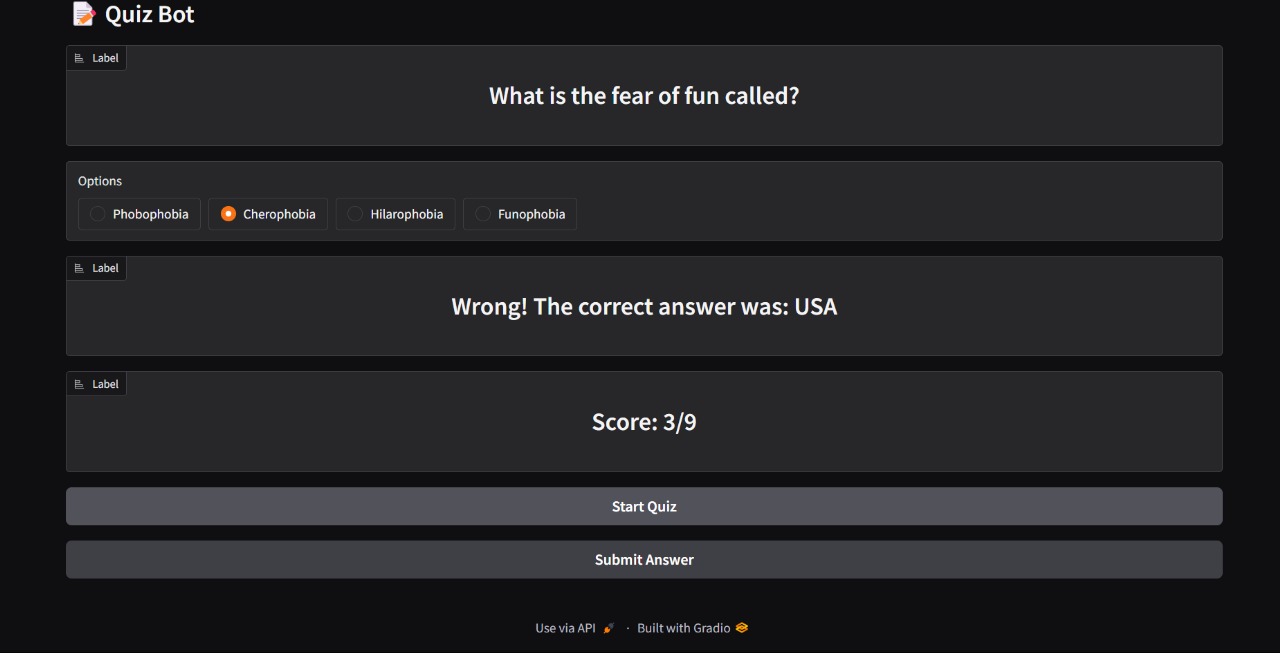 Quiz Bot
Label
What is the fear of fun called?
Options
Phobophobia Cherophobia Hilarophobia Funophobia
Label
Wrong! The correct answer was: USA
Label
Score: 3/9
Start Quiz
Submit Answer
Use via API · Built with Gradio